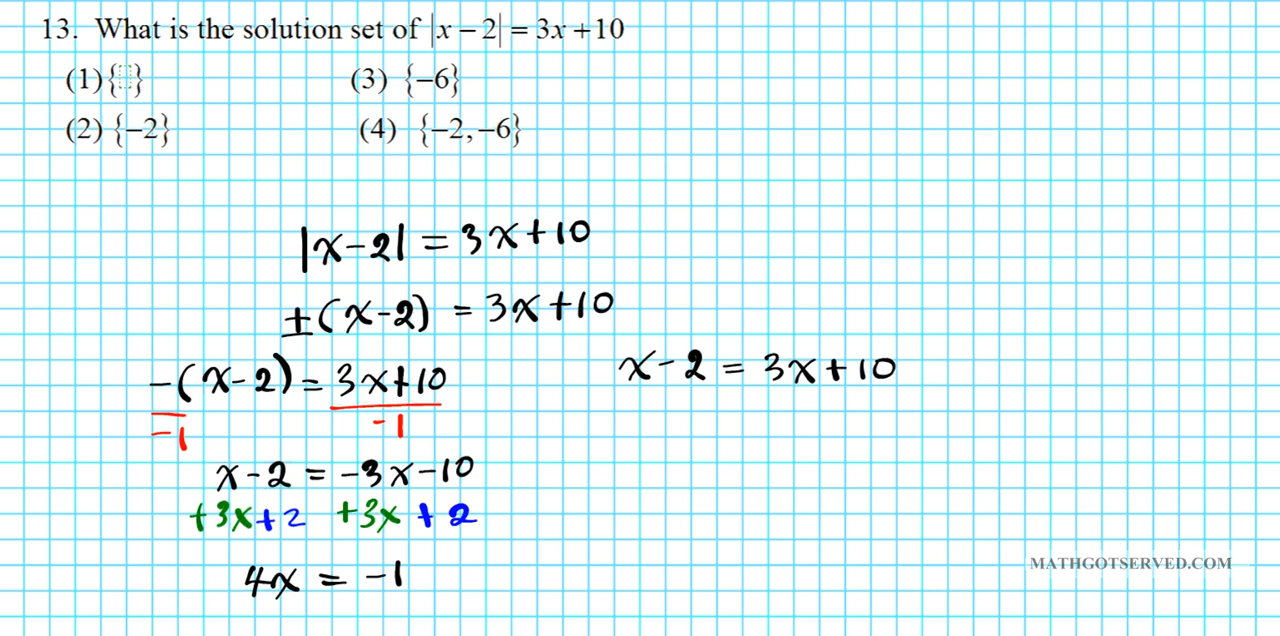 13. What is the solution set of |x − 2| = 3x + 10
(1) { } (3) {−6}
(2) {−2} (4) {−2, −6}
|x-2| = 3x+10
±(x-2) = 3x+10
-(x-2) = 3x+10 x-2 = 3x+10
-1 -1
x-2 = -3x-10
+3x+2 +3x+2
4x = -1
MATHGOTSERVED.COM